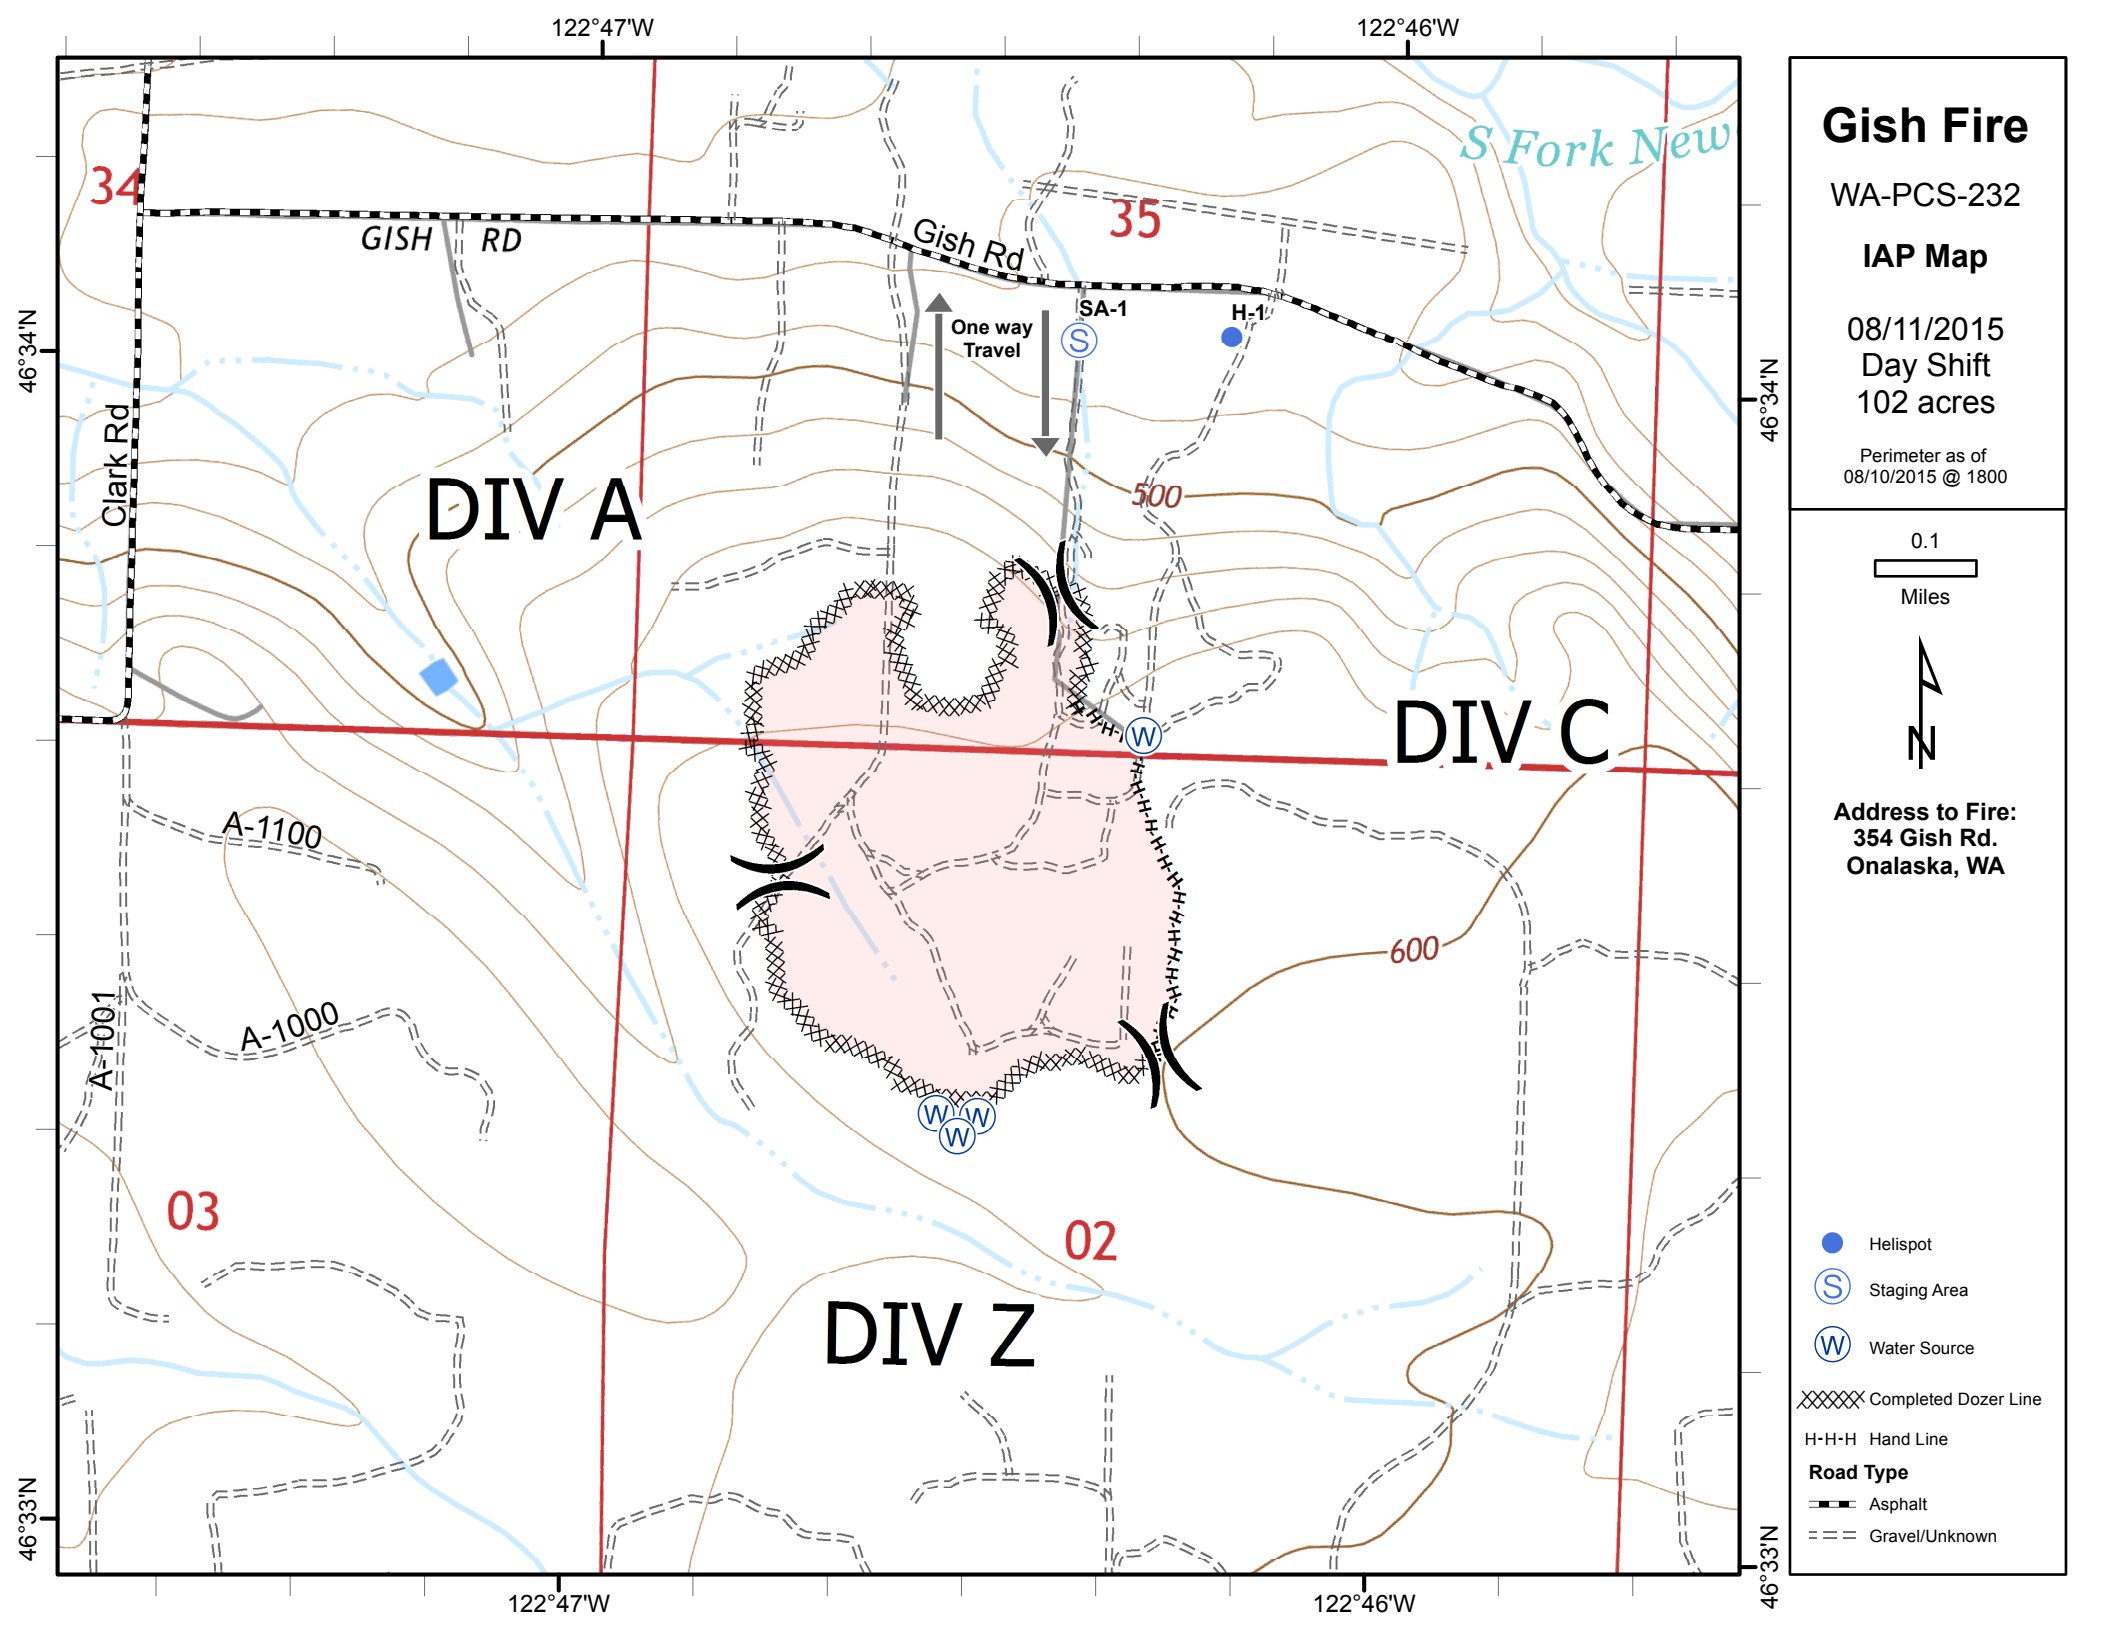 122°47'W
122°46'W
S Fork New
34
35
GISH RD
Gish Rd
SA-1
H-1
One way
Travel
S
46°34'N
46°34'N
Clark Rd
DIV A
500
DIV C
W
A-1100
600
A-1001
A-1000
W
W
W
03
02
DIV Z
46°33'N
46°33'N
122°47'W
122°46'W
Gish Fire
WA-PCS-232
IAP Map
08/11/2015
Day Shift
102 acres
Perimeter as of
08/10/2015 @ 1800
0.1
Miles
N
Address to Fire:
354 Gish Rd.
Onalaska, WA
Helispot
S Staging Area
W Water Source
Completed Dozer Line
H-H-H Hand Line
Road Type
Asphalt
Gravel/Unknown